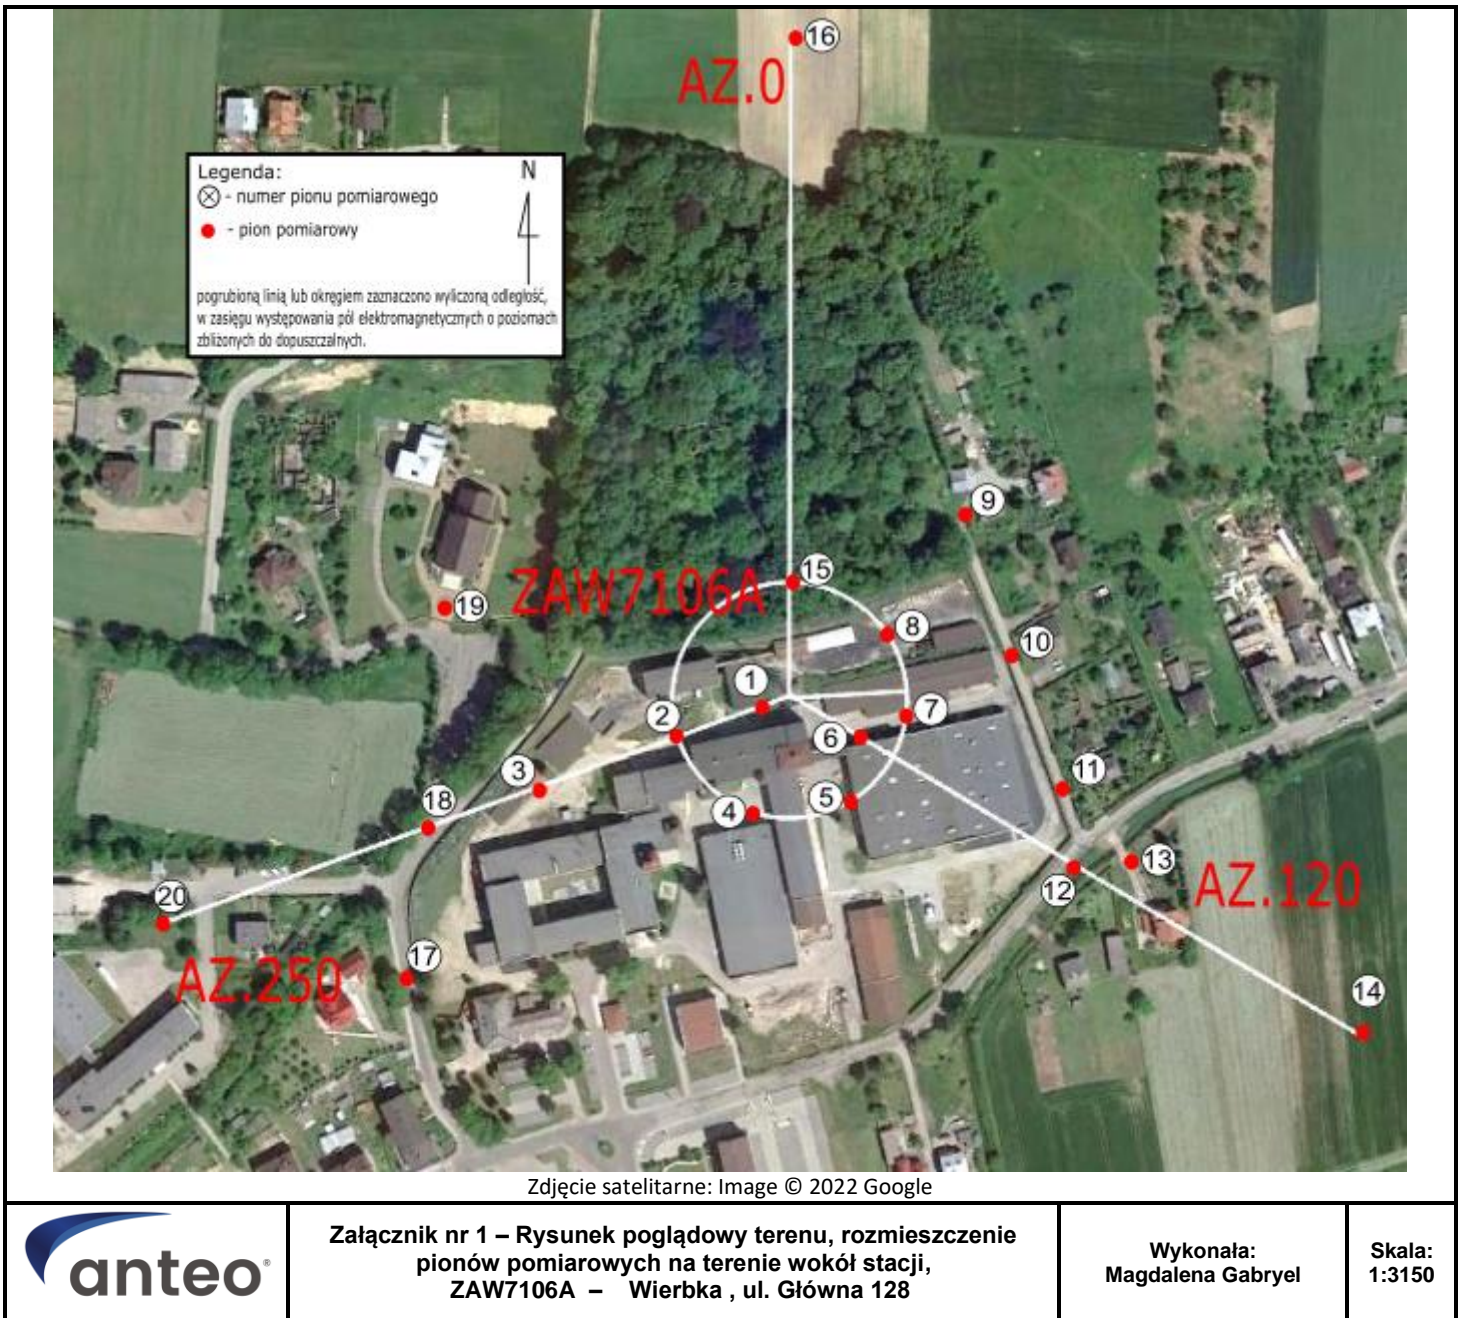 16
AZ.0
Legenda:
N
- numer pionu pomiarowego
- pion pomiarowy
pogrubioną linią lub okręgiem zaznaczono wyliczoną odległość,
w zasięgu występowania pól elektromagnetycznych o poziomach
zbliżonych do dopuszczalnych.
9
15
ZAW7106A
19
8
10
1
2
7
6
3
11
18
4
5
13
12
AZ.120
20
17
AZ.250
14
Zdjęcie satelitarne: Image © 2022 Google
anteo®
Załącznik nr 1 – Rysunek poglądowy terenu, rozmieszczenie
pionów pomiarowych na terenie wokół stacji,
ZAW7106A – Wierbka , ul. Główna 128
Wykonała:
Magdalena Gabryel
Skala:
1:3150